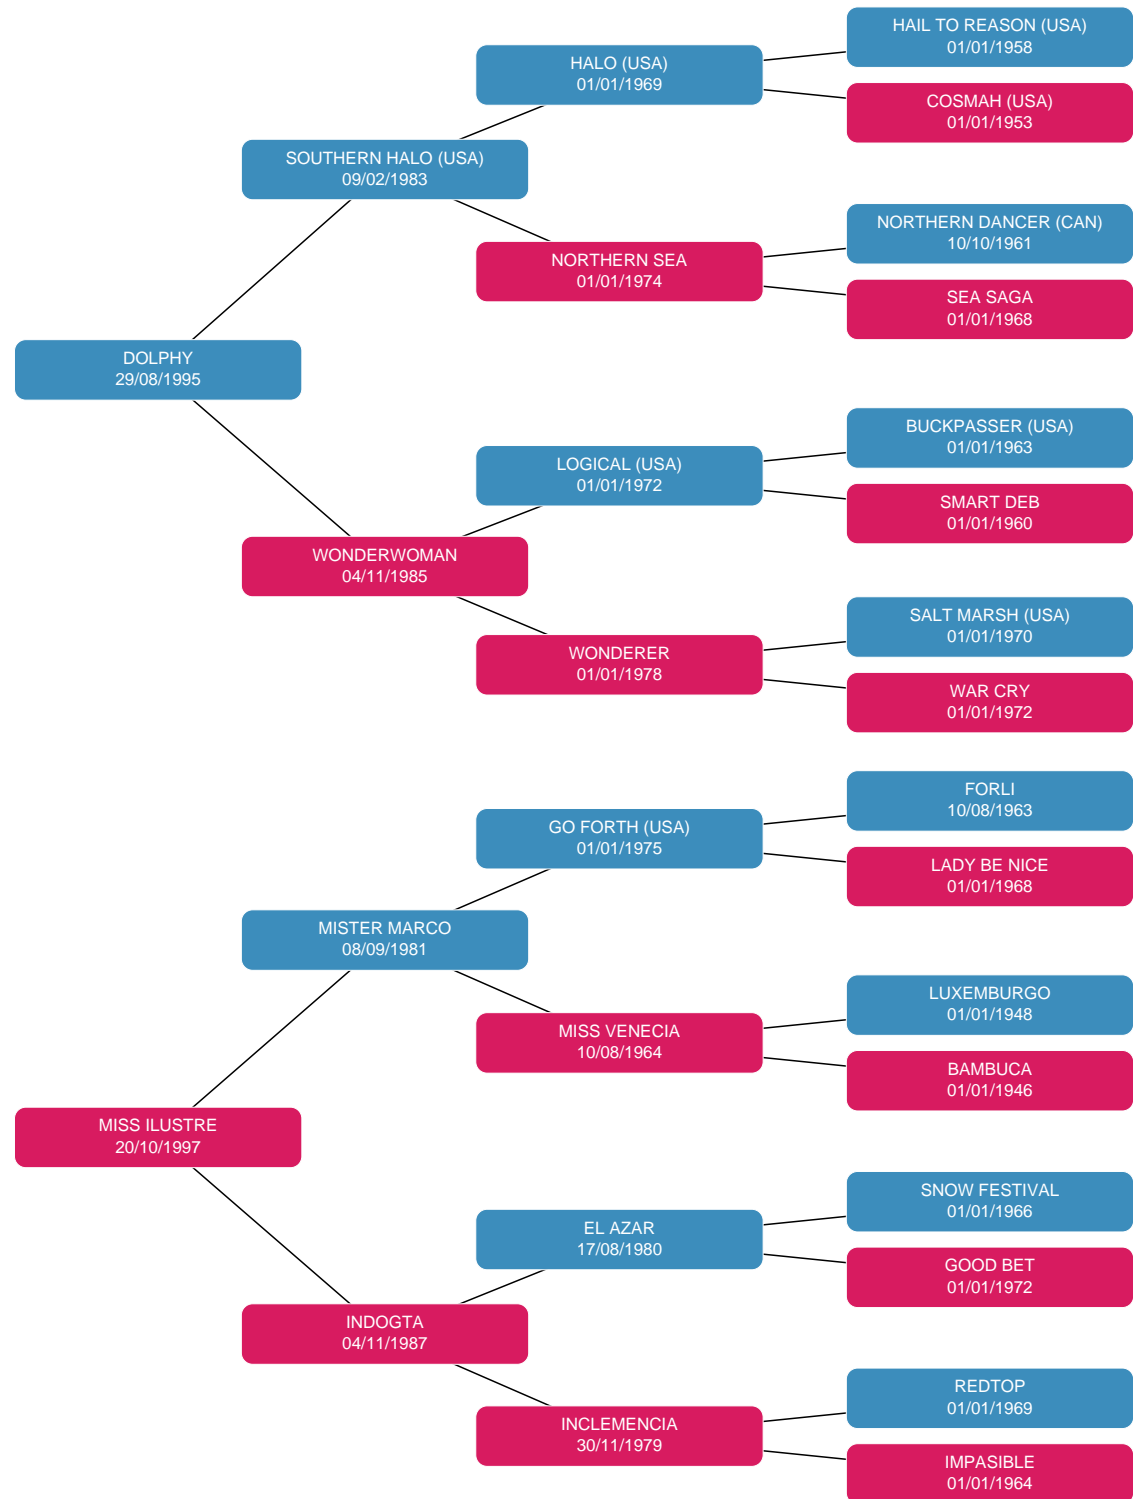 HAIL TO REASON (USA)
01/01/1958
HALO (USA)
01/01/1969
COSMAH (USA)
01/01/1953
SOUTHERN HALO (USA)
09/02/1983
NORTHERN DANCER (CAN)
10/10/1961
NORTHERN SEA
01/01/1974
SEA SAGA
01/01/1968
DOLPHY
29/08/1995
BUCKPASSER (USA)
01/01/1963
LOGICAL (USA)
01/01/1972
SMART DEB
01/01/1960
WONDERWOMAN
04/11/1985
SALT MARSH (USA)
01/01/1970
WONDERER
01/01/1978
WAR CRY
01/01/1972
FORLI
10/08/1963
GO FORTH (USA)
01/01/1975
LADY BE NICE
01/01/1968
MISTER MARCO
08/09/1981
LUXEMBURGO
01/01/1948
MISS VENECIA
10/08/1964
BAMBUCA
01/01/1946
MISS ILUSTRE
20/10/1997
SNOW FESTIVAL
01/01/1966
EL AZAR
17/08/1980
GOOD BET
01/01/1972
INDOGTA
04/11/1987
REDTOP
01/01/1969
INCLEMENCIA
30/11/1979
IMPASIBLE
01/01/1964